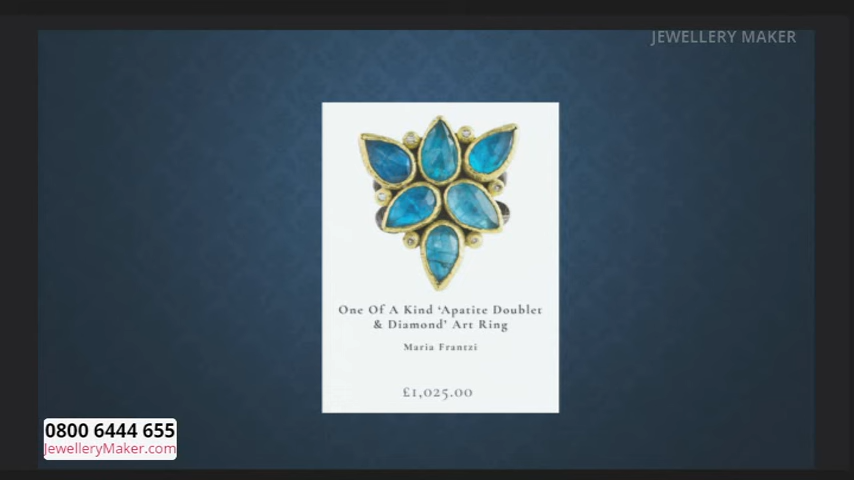 JEWELLERY MAKER
One Of A Kind ‘Apatite Doublet
& Diamond’ Art Ring
Maria Frantzi
£1,025.00
0800 6444 655
JewelleryMaker.com